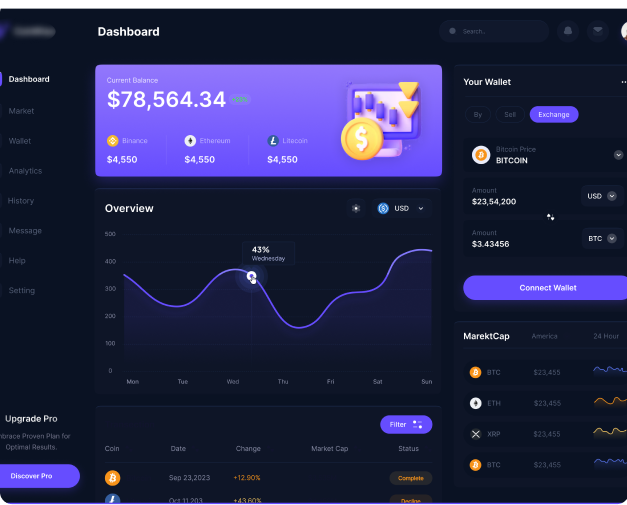 Dashboard
Search..
Dashboard
Market
Wallet
Analytics
History
Message
Help
Setting
Upgrade Pro
brace Proven Plan for
Optimal Results.
Discover Pro
Current Balance
$78,564.34
Binance
$4,550
Ethereum
$4,550
Litecoin
$4,550
Overview
USD
500
400
300
200
100
0
43%
Wednesday
Mon Tue Wed Thu Fri Sat Sun
Filter
Coin Date Change Market Cap Status
Sep 23,2023 +12.90% Complete
Oct 11,203 +43.60% Decline
Your Wallet
By Sell Exchange
Bitcoin Price
BITCOIN
Amount
$23,54,200
USD
Amount
$3.43456
BTC
Connect Wallet
MarektCap America 24 Hour
BTC $23,455
ETH $23,455
XRP $23,455
BTC $23,455